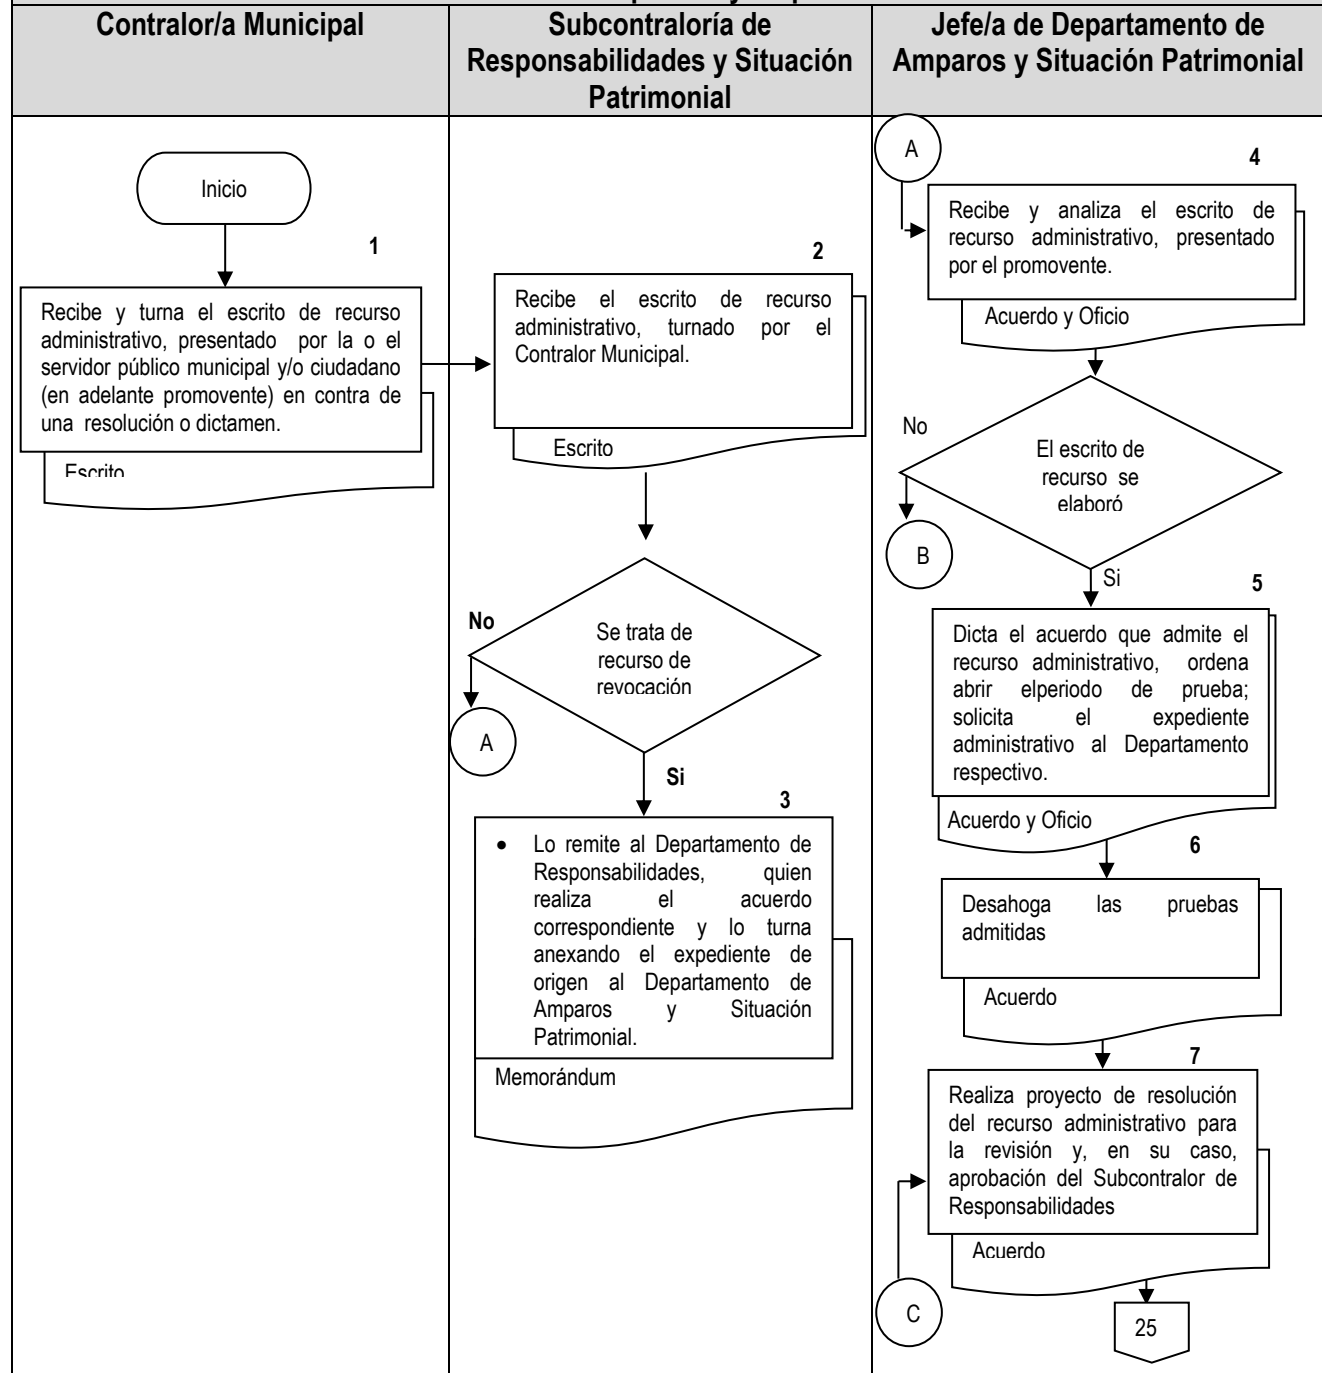 Contralor/a Municipal
Subcontraloría de
Responsabilidades y Situación
Patrimonial
Jefe/a de Departamento de
Amparos y Situación Patrimonial
Inicio
1
Recibe y turna el escrito de recurso
administrativo, presentado por la o el
servidor público municipal y/o ciudadano
(en adelante promovente) en contra de
una resolución o dictamen.
Escrito
2
Recibe el escrito de recurso
administrativo, turnado por el
Contralor Municipal.
Escrito
No
Se trata de
recurso de
revocación
A
Si
3
• Lo remite al Departamento de
Responsabilidades, quien
realiza el acuerdo
correspondiente y lo turna
anexando el expediente de
origen al Departamento de
Amparos y Situación
Patrimonial.
Memorándum
A
4
Recibe y analiza el escrito de
recurso administrativo, presentado
por el promovente.
Acuerdo y Oficio
No
El escrito de
recurso se
elaboró
B
Si
5
Dicta el acuerdo que admite el
recurso administrativo, ordena
abrir elperiodo de prueba;
solicita el expediente
administrativo al Departamento
respectivo.
Acuerdo y Oficio
6
Desahoga las pruebas
admitidas
Acuerdo
7
Realiza proyecto de resolución
del recurso administrativo para
la revisión y, en su caso,
aprobación del Subcontralor de
Responsabilidades
Acuerdo
C
25